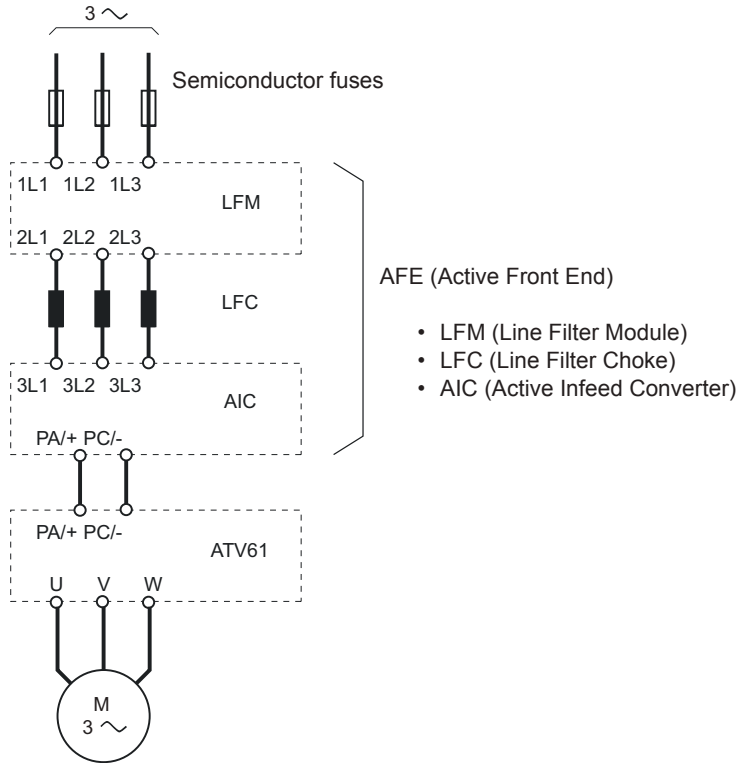 3 ~
Semiconductor fuses
1L1 1L2 1L3
LFM
2L1 2L2 2L3
LFC
3L1 3L2 3L3
AIC
PA/+ PC/-
AFE (Active Front End)
• LFM (Line Filter Module)
• LFC (Line Filter Choke)
• AIC (Active Infeed Converter)
PA/+ PC/-
ATV61
U V W
M
3 ~